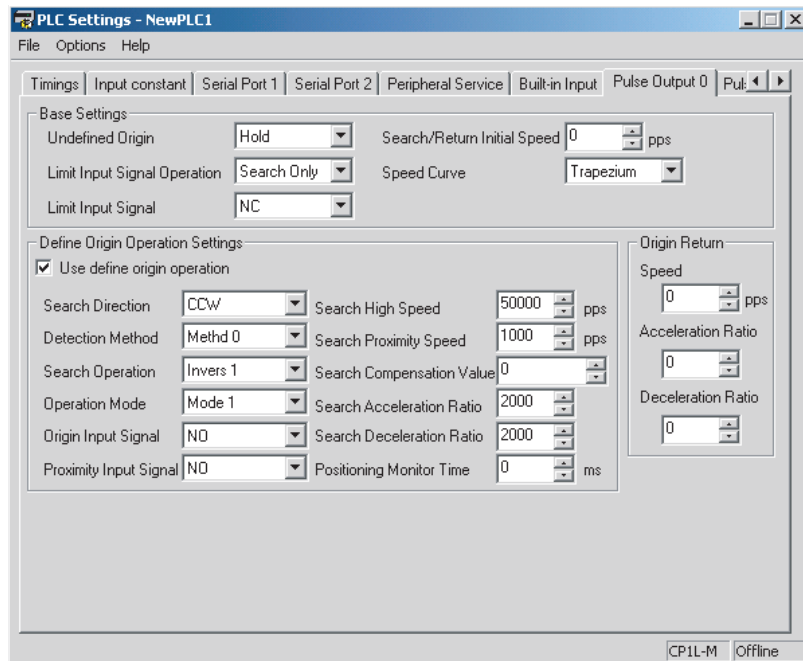 PLC Settings - NewPLC1
File Options Help
Timings Input constant Serial Port 1 Serial Port 2 Peripheral Service Built-in Input Pulse Output 0
Base Settings
Undefined Origin Hold Search/Return Initial Speed 0 pps
Limit Input Signal Operation Search Only Speed Curve Trapezium
Limit Input Signal NC
Define Origin Operation Settings
Use define origin operation
Search Direction CCW Search High Speed 50000 pps
Detection Method Methd 0 Search Proximity Speed 1000 pps
Search Operation Invers 1 Search Compensation Value 0
Operation Mode Mode 1 Search Acceleration Ratio 2000
Origin Input Signal NO Search Deceleration Ratio 2000
Proximity Input Signal NO Positioning Monitor Time 0 ms
Origin Return
Speed
0 pps
Acceleration Ratio
0
Deceleration Ratio
0
CP1L-M Offline